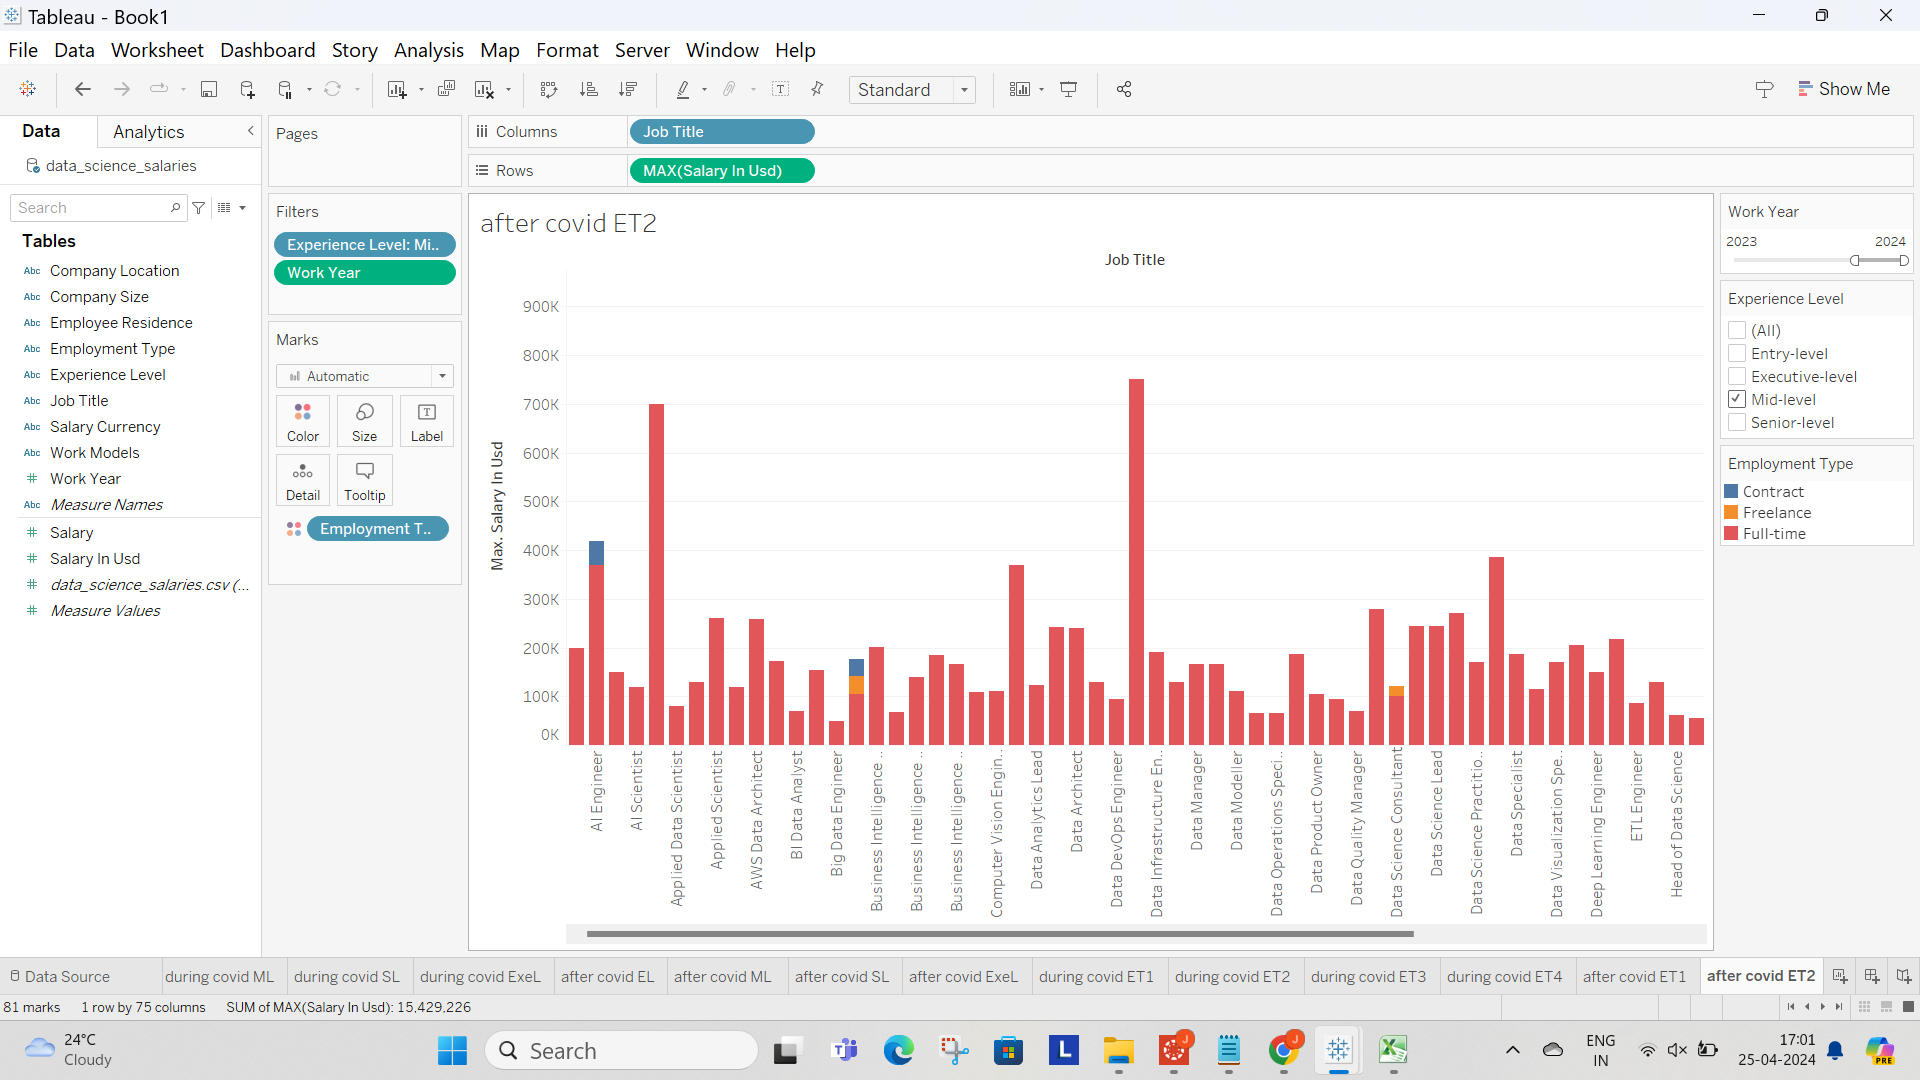 Tableau - Book1
File Data Worksheet Dashboard Story Analysis Map Format Server Window Help
Standard
Show Me
Data Analytics
data_science_salaries
Search
Tables
Abc Company Location
Abc Company Size
Abc Employee Residence
Abc Employment Type
Abc Experience Level
Abc Job Title
Abc Salary Currency
Abc Work Models
# Work Year
Abc Measure Names
# Salary
# Salary In Usd
# data_science_salaries.csv (...
# Measure Values
Pages
Filters
Experience Level: Mi..
Work Year
Marks
Automatic
Color Size Label
Detail Tooltip
Employment T..
Columns Job Title
Rows MAX(Salary In Usd)
after covid ET2
Job Title
Max. Salary In Usd
900K
800K
700K
600K
500K
400K
300K
200K
100K
0K
AI Engineer
AI Scientist
Applied Data Scientist
Applied Scientist
AWS Data Architect
BI Data Analyst
Big Data Engineer
Business Intelligence ..
Business Intelligence ..
Business Intelligence ..
Computer Vision Engin..
Data Analytics Lead
Data Architect
Data DevOps Engineer
Data Infrastructure En..
Data Manager
Data Modeller
Data Operations Speci..
Data Product Owner
Data Quality Manager
Data Science Consultant
Data Science Lead
Data Science Practitio..
Data Specialist
Data Visualization Spe..
Deep Learning Engineer
ETL Engineer
Head of Data Science
Work Year
2023 2024
Experience Level
(All)
Entry-level
Executive-level
Mid-level
Senior-level
Employment Type
Contract
Freelance
Full-time
Data Source during covid ML during covid SL during covid ExeL after covid EL after covid ML after covid SL after covid ExeL during covid ET1 during covid ET2 during covid ET3 during covid ET4 after covid ET1 after covid ET2
81 marks 1 row by 75 columns SUM of MAX(Salary In Usd): 15,429,226
24°C
Cloudy
Search
L
J
J
ENG
IN
17:01
25-04-2024
PRE